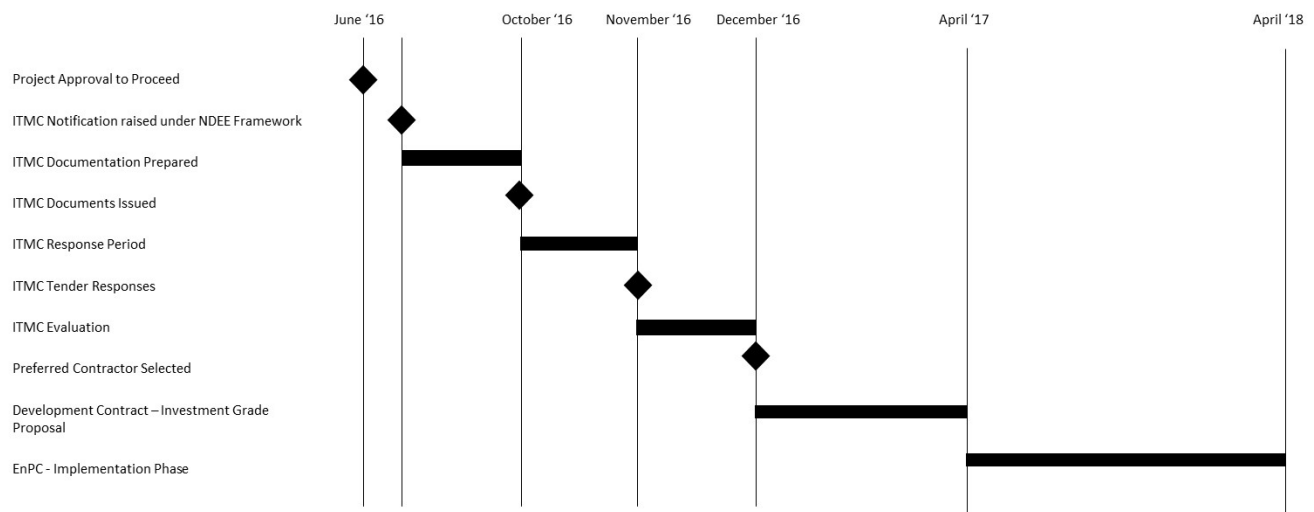 June ‘16
October ‘16
November ‘16
December ‘16
April ‘17
April ‘18
Project Approval to Proceed
ITMC Notification raised under NDEE Framework
ITMC Documentation Prepared
ITMC Documents Issued
ITMC Response Period
ITMC Tender Responses
ITMC Evaluation
Preferred Contractor Selected
Development Contract – Investment Grade
Proposal
EnPC - Implementation Phase